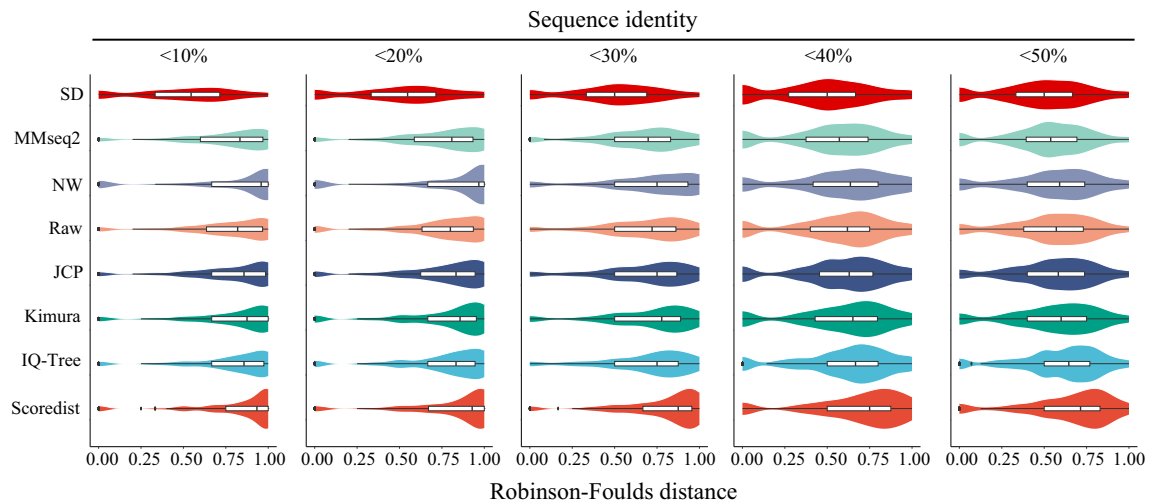 Sequence identity
<10% <20% <30% <40% <50%
SD
MMseq2
NW
Raw
JCP
Kimura
IQ-Tree
Scoredist
0.00 0.25 0.50 0.75 1.00 0.00 0.25 0.50 0.75 1.00 0.00 0.25 0.50 0.75 1.00 0.00 0.25 0.50 0.75 1.00 0.00 0.25 0.50 0.75 1.00
Robinson-Foulds distance